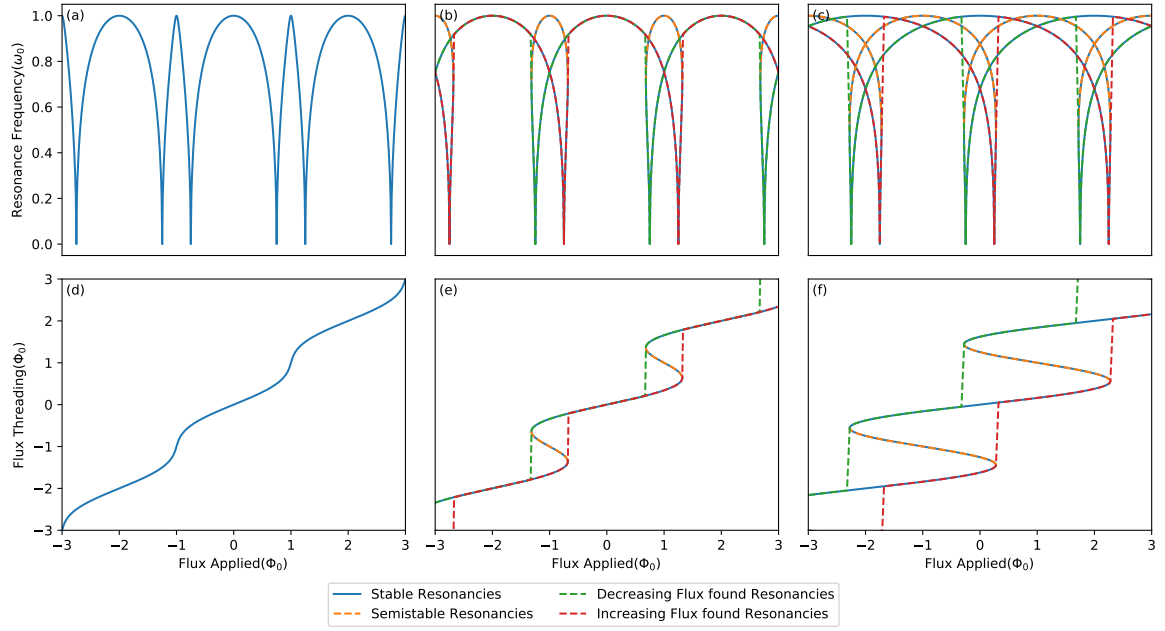 (a)
(b)
(c)
Resonance Frequency(ω₀)
1.0
0.8
0.6
0.4
0.2
0.0
(d)
(e)
(f)
Flux Threading(Φ₀)
3
2
1
0
−1
−2
−3
−3 −2 −1 0 1 2 3
−3 −2 −1 0 1 2 3
−3 −2 −1 0 1 2 3
Flux Applied(Φ₀)
Flux Applied(Φ₀)
Flux Applied(Φ₀)
Stable Resonancies
Semistable Resonancies
Decreasing Flux found Resonancies
Increasing Flux found Resonancies